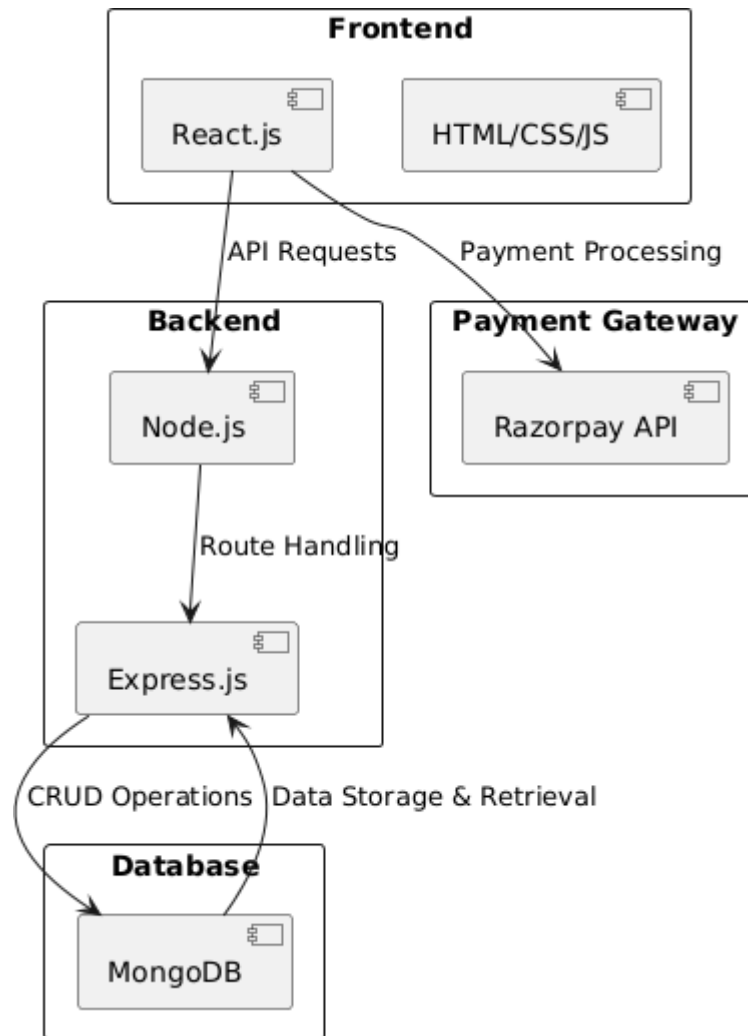 Frontend
React.js
HTML/CSS/JS
API Requests
Payment Processing
Backend
Payment Gateway
Node.js
Razorpay API
Route Handling
Express.js
CRUD Operations
Data Storage & Retrieval
Database
MongoDB